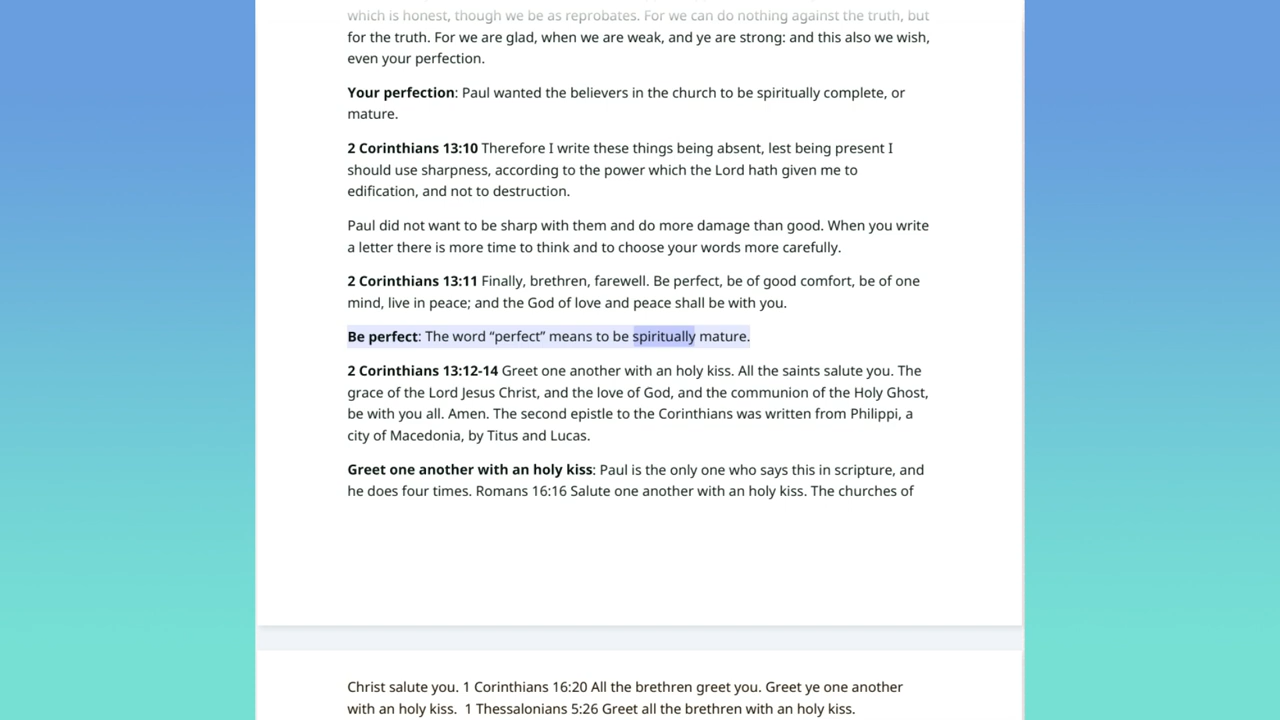 which is honest, though we be as reprobates. For we can do nothing against the truth, but
for the truth. For we are glad, when we are weak, and ye are strong: and this also we wish,
even your perfection.
Your perfection: Paul wanted the believers in the church to be spiritually complete, or
mature.
2 Corinthians 13:10 Therefore I write these things being absent, lest being present I
should use sharpness, according to the power which the Lord hath given me to
edification, and not to destruction.
Paul did not want to be sharp with them and do more damage than good. When you write
a letter there is more time to think and to choose your words more carefully.
2 Corinthians 13:11 Finally, brethren, farewell. Be perfect, be of good comfort, be of one
mind, live in peace; and the God of love and peace shall be with you.
Be perfect: The word “perfect” means to be spiritually mature.
2 Corinthians 13:12-14 Greet one another with an holy kiss. All the saints salute you. The
grace of the Lord Jesus Christ, and the love of God, and the communion of the Holy Ghost,
be with you all. Amen. The second epistle to the Corinthians was written from Philippi, a
city of Macedonia, by Titus and Lucas.
Greet one another with an holy kiss: Paul is the only one who says this in scripture, and
he does four times. Romans 16:16 Salute one another with an holy kiss. The churches of
Christ salute you. 1 Corinthians 16:20 All the brethren greet you. Greet ye one another
with an holy kiss.  1 Thessalonians 5:26 Greet all the brethren with an holy kiss.